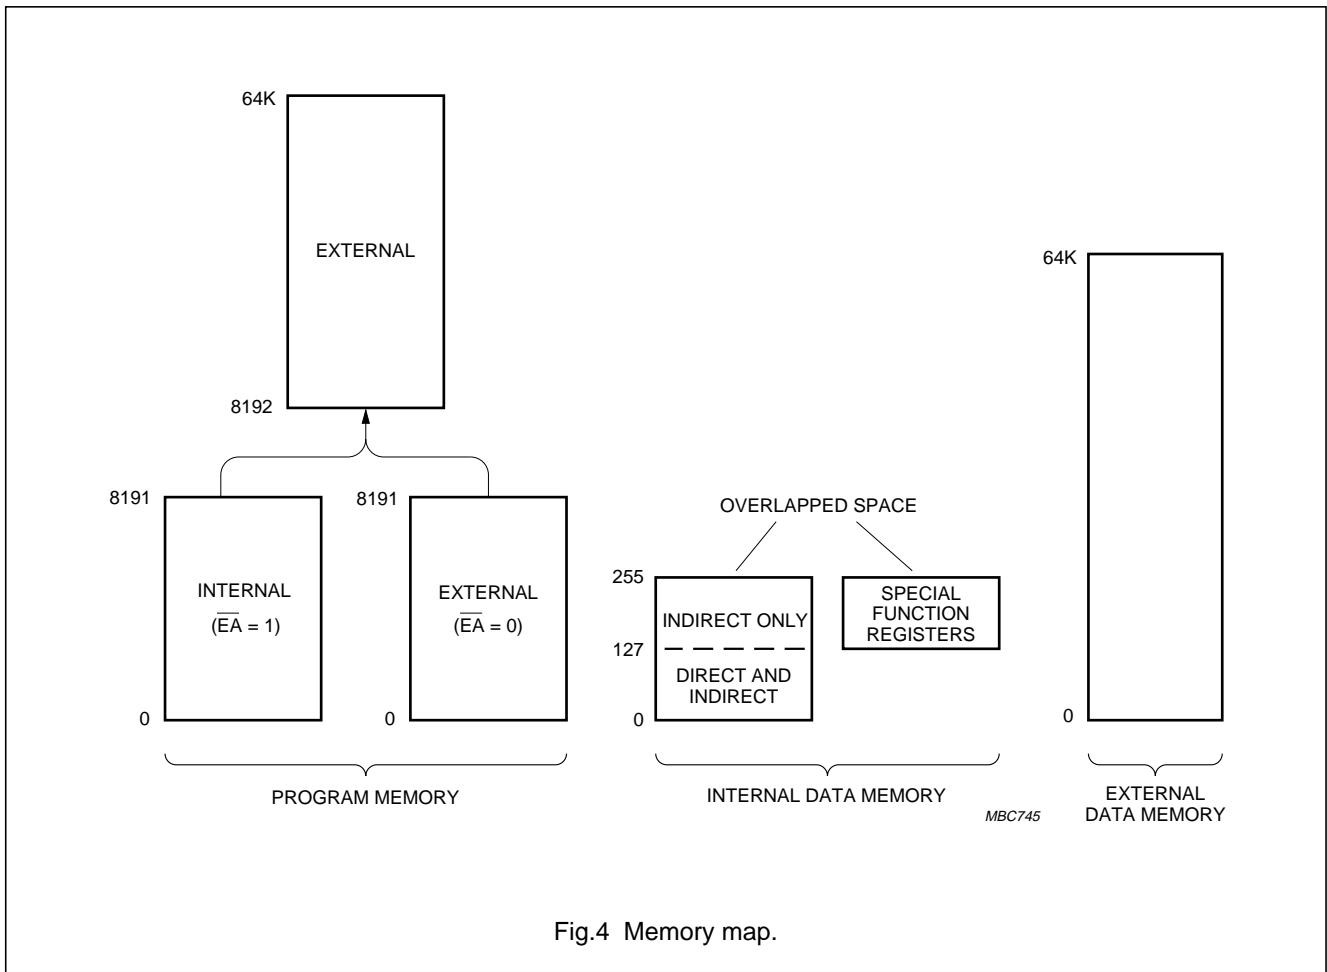 64K
EXTERNAL
8192
8191
INTERNAL
(E̅A̅ = 1)
0
8191
EXTERNAL
(E̅A̅ = 0)
0
PROGRAM MEMORY
OVERLAPPED SPACE
255
INDIRECT ONLY
127
DIRECT AND
INDIRECT
0
SPECIAL
FUNCTION
REGISTERS
INTERNAL DATA MEMORY
64K
0
EXTERNAL
DATA MEMORY
MBC745
Fig.4 Memory map.